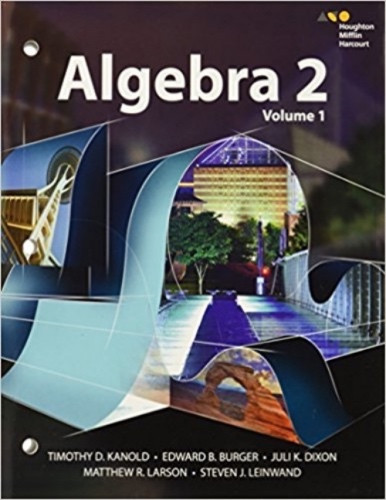 Houghton
Mifflin
Harcourt
Algebra 2
Volume 1
TIMOTHY D. KANOLD • EDWARD B. BURGER • JULI K. DIXON
MATTHEW R. LARSON • STEVEN J. LEINWAND